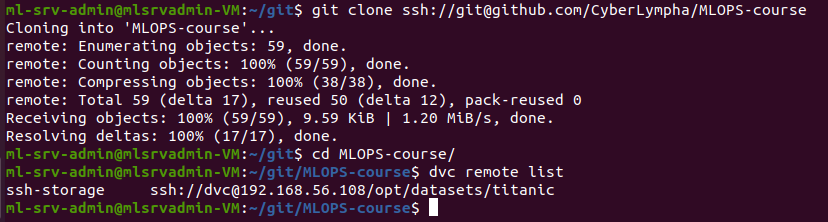 ml-srv-admin@mlsrvadmin-VM:~/git$ git clone ssh://git@github.com/CyberLympha/MLOPS-course
Cloning into 'MLOPS-course'...
remote: Enumerating objects: 59, done.
remote: Counting objects: 100% (59/59), done.
remote: Compressing objects: 100% (38/38), done.
remote: Total 59 (delta 17), reused 50 (delta 12), pack-reused 0
Receiving objects: 100% (59/59), 9.59 KiB | 1.20 MiB/s, done.
Resolving deltas: 100% (17/17), done.
ml-srv-admin@mlsrvadmin-VM:~/git$ cd MLOPS-course/
ml-srv-admin@mlsrvadmin-VM:~/git/MLOPS-course$ dvc remote list
ssh-storage     ssh://dvc@192.168.56.108/opt/datasets/titanic
ml-srv-admin@mlsrvadmin-VM:~/git/MLOPS-course$